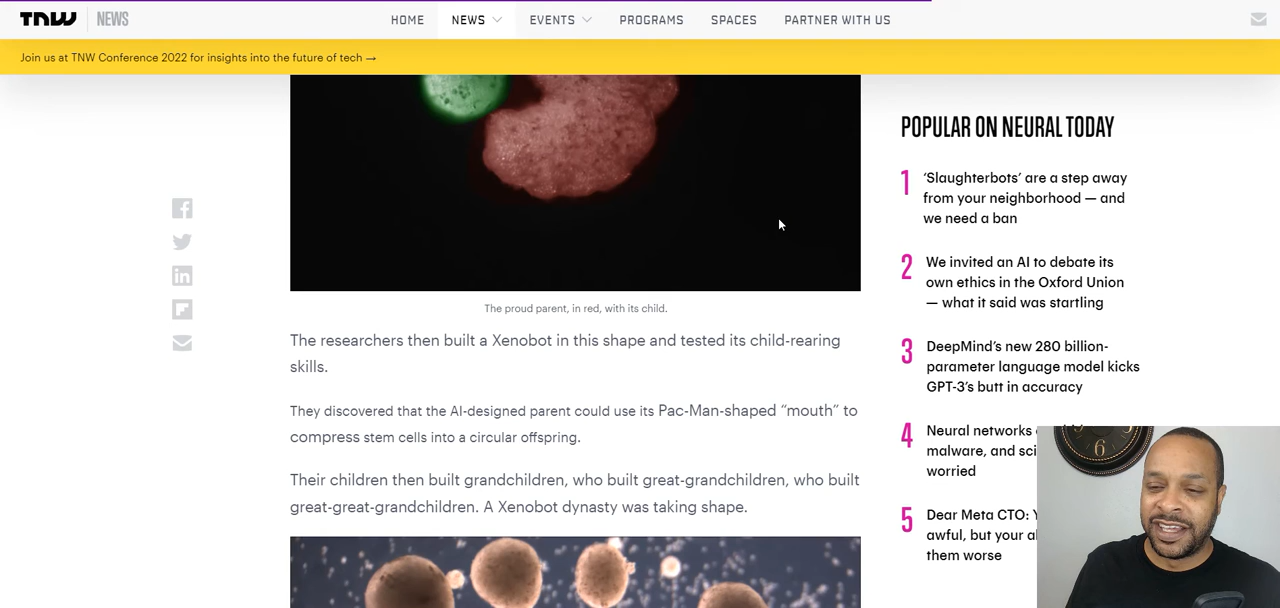 TNW NEWS
HOME
NEWS
EVENTS
PROGRAMS
SPACES
PARTNER WITH US
Join us at TNW Conference 2022 for insights into the future of tech →
The proud parent, in red, with its child.
The researchers then built a Xenobot in this shape and tested its child-rearing
skills.
They discovered that the AI-designed parent could use its Pac-Man-shaped “mouth” to
compress stem cells into a circular offspring.
Their children then built grandchildren, who built great-grandchildren, who built
great-great-grandchildren. A Xenobot dynasty was taking shape.
POPULAR ON NEURAL TODAY
1 ‘Slaughterbots’ are a step away
from your neighborhood — and
we need a ban
2 We invited an AI to debate its
own ethics in the Oxford Union
— what it said was startling
3 DeepMind’s new 280 billion-
parameter language model kicks
GPT-3’s butt in accuracy
4 Neural networks
malware, and
worried
5 Dear Meta CTO:
awful, but your
them worse
6